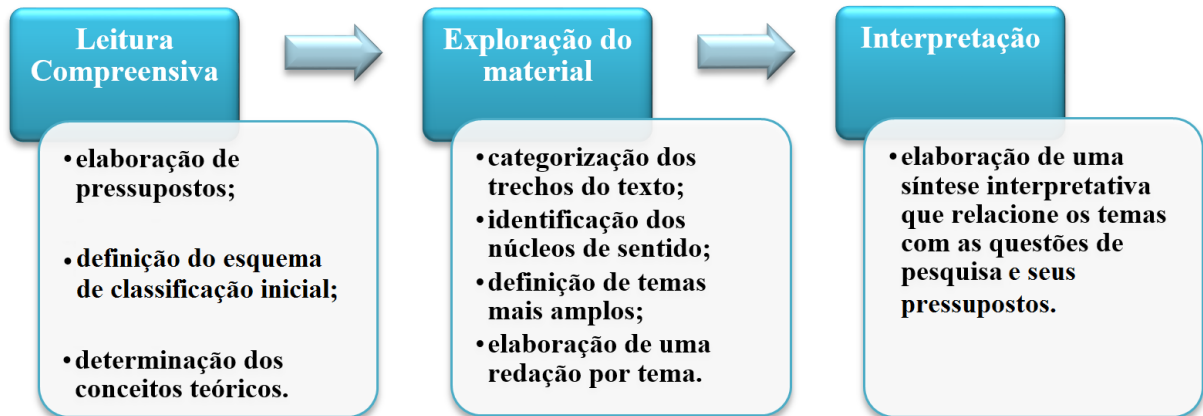 Leitura
Compreensiva
• elaboração de
pressupostos;
• definição do esquema
de classificação inicial;
• determinação dos
conceitos teóricos.
Exploração do
material
• categorização dos
trechos do texto;
• identificação dos
núcleos de sentido;
• definição de temas
mais amplos;
• elaboração de uma
redação por tema.
Interpretação
• elaboração de uma
síntese interpretativa
que relacione os temas
com as questões de
pesquisa e seus
pressupostos.